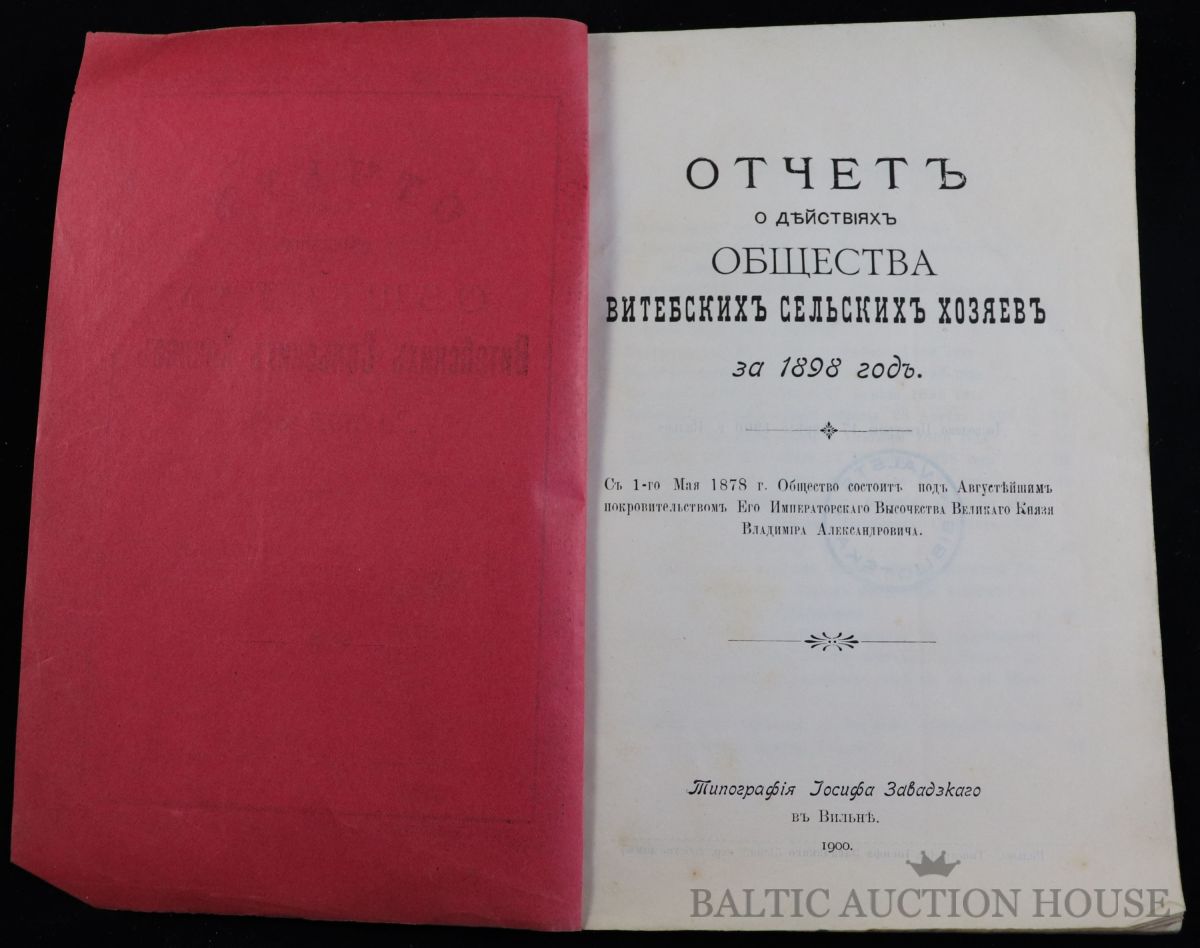 ОТЧЕТЪ
О ДѢЙСТВІЯХЪ
ОБЩЕСТВА
ВИТЕБСКИХЪ СЕЛЬСКИХЪ ХОЗЯЕВЪ
за 1898 годъ.
Съ 1-го Мая 1878 г. Общество состоитъ подъ Августѣйшимъ
покровительствомъ Его Императорскаго Высочества Великаго Князя
Владиміра Александровича.
Типографія Іосифа Завадзкаго
въ Вильнѣ.
1900.
BALTIC AUCTION HOUSE